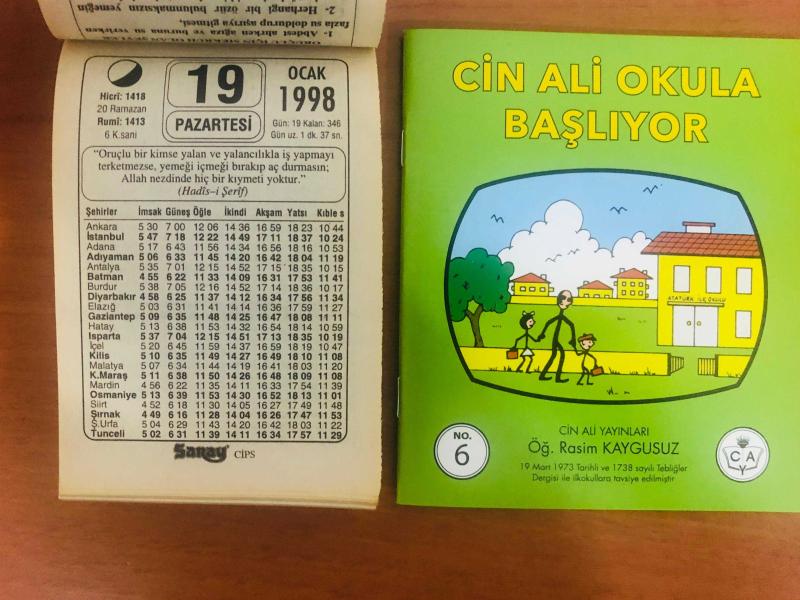 2- Herhangi bir özür bulunmaksızın yemeğin
fazla su doldurup aşırıya gitmesi,
1- Abdest alırken ağıza ve buruna su verirken
ORUÇLU İÇİN MEKRUH OLAN ŞEYLER
Hicrî: 1418
20 Ramazan
Rumî: 1413
6 K.sani
19
PAZARTESİ
OCAK
1998
Gün: 19 Kalan: 346
Gün uz. 1 dk. 37 sn.
“Oruçlu bir kimse yalan ve yalancılıkla iş yapmayı
terketmezse, yemeği içmeği bırakıp aç durmasın;
Allah nezdinde hiç bir kıymeti yoktur.”
(Hadîs–i Şerîf)
Şehirler İmsak Güneş Öğle İkindi Akşam Yatsı Kıble s
Ankara 5 30 7 00 12 06 14 36 16 59 18 23 10 44
İstanbul 5 47 7 18 12 22 14 49 17 11 18 37 10 24
Adana 5 17 6 43 11 56 14 34 16 56 18 16 10 53
Adıyaman 5 06 6 33 11 45 14 20 16 42 18 04 11 19
Antalya 5 35 7 01 12 15 14 52 17 15 18 35 10 15
Batman 4 55 6 22 11 33 14 09 16 31 17 53 11 41
Burdur 5 38 7 05 12 16 14 52 17 14 18 36 10 17
Diyarbakır 4 58 6 25 11 37 14 12 16 34 17 56 11 34
Elazığ 5 03 6 31 11 41 14 14 16 36 17 59 11 27
Gaziantep 5 09 6 35 11 48 14 25 16 47 18 08 11 11
Hatay 5 13 6 38 11 53 14 32 16 54 18 14 10 59
Isparta 5 37 7 04 12 15 14 51 17 13 18 35 10 19
İçel 5 20 6 45 11 59 14 37 16 59 18 19 10 47
Kilis 5 10 6 35 11 49 14 27 16 49 18 10 11 08
Malatya 5 07 6 34 11 44 14 19 16 41 18 03 11 20
K.Maraş 5 11 6 38 11 50 14 26 16 48 18 09 11 08
Mardin 4 56 6 22 11 35 14 11 16 33 17 54 11 39
Osmaniye 5 13 6 39 11 53 14 30 16 52 18 13 11 01
Siirt 4 52 6 18 11 30 14 05 16 27 17 49 11 48
Şırnak 4 49 6 16 11 28 14 04 16 26 17 47 11 53
Ş.Urfa 5 04 6 29 11 43 14 20 16 42 18 03 11 22
Tunceli 5 02 6 31 11 39 14 11 16 34 17 57 11 29
Saray CİPS
CİN ALİ OKULA
BAŞLIYOR
ATATÜRK İLK OKULU
NO.
6
CİN ALİ YAYINLARI
Öğ. Rasim KAYGUSUZ
19 Mart 1973 Tarihli ve 1738 sayılı Tebliğler
Dergisi ile ilkokullara tavsiye edilmiştir
C A
Y